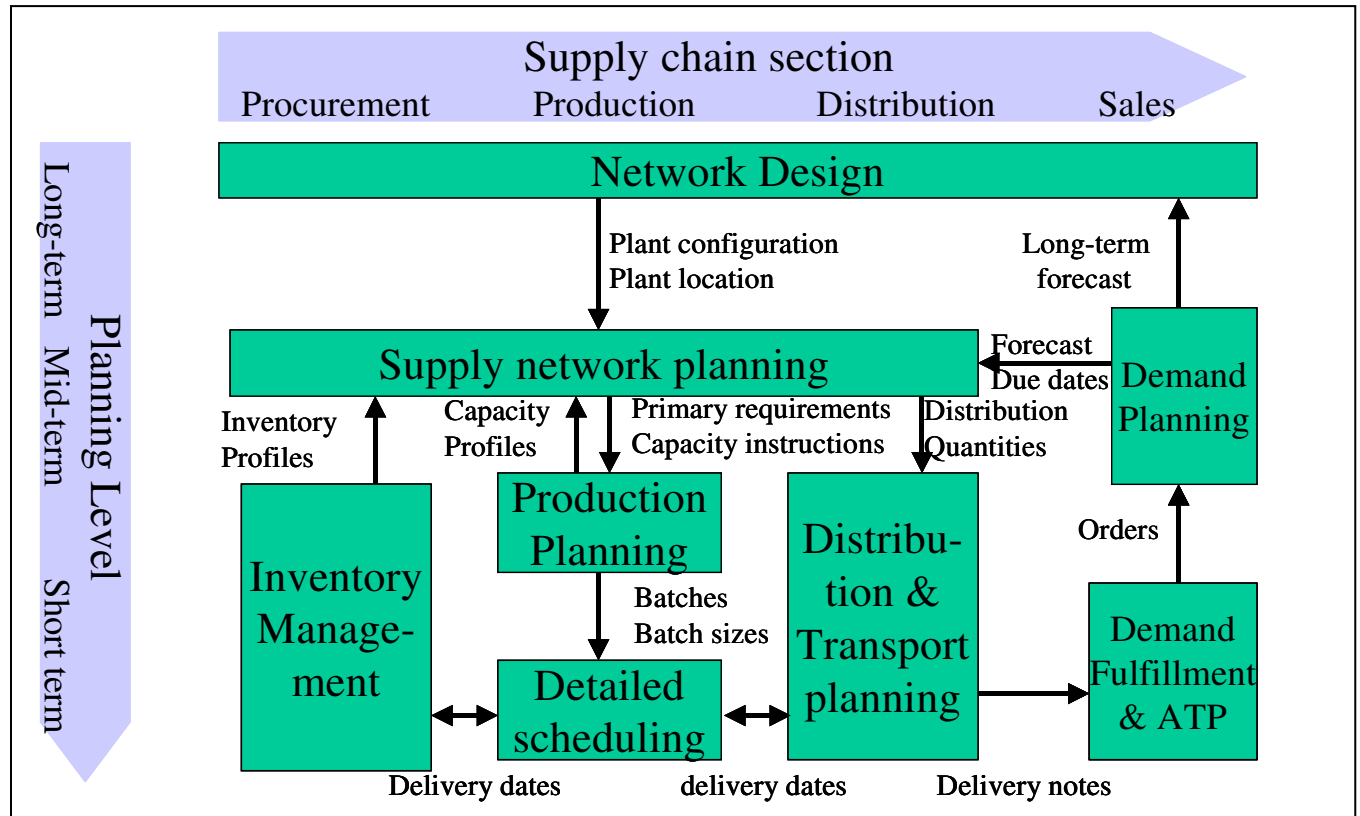 Supply chain section
Procurement
Production
Distribution
Sales
Planning Level
Long-term
Mid-term
Short term
Network Design
Plant configuration
Plant location
Long-term
forecast
Supply network planning
Forecast
Due dates
Demand
Planning
Inventory
Profiles
Capacity
Profiles
Primary requirements
Capacity instructions
Distribution
Quantities
Inventory
Manage-
ment
Production
Planning
Batches
Batch sizes
Detailed
scheduling
Distribu-
tion &
Transport
planning
Orders
Demand
Fulfillment
& ATP
Delivery dates
delivery dates
Delivery notes